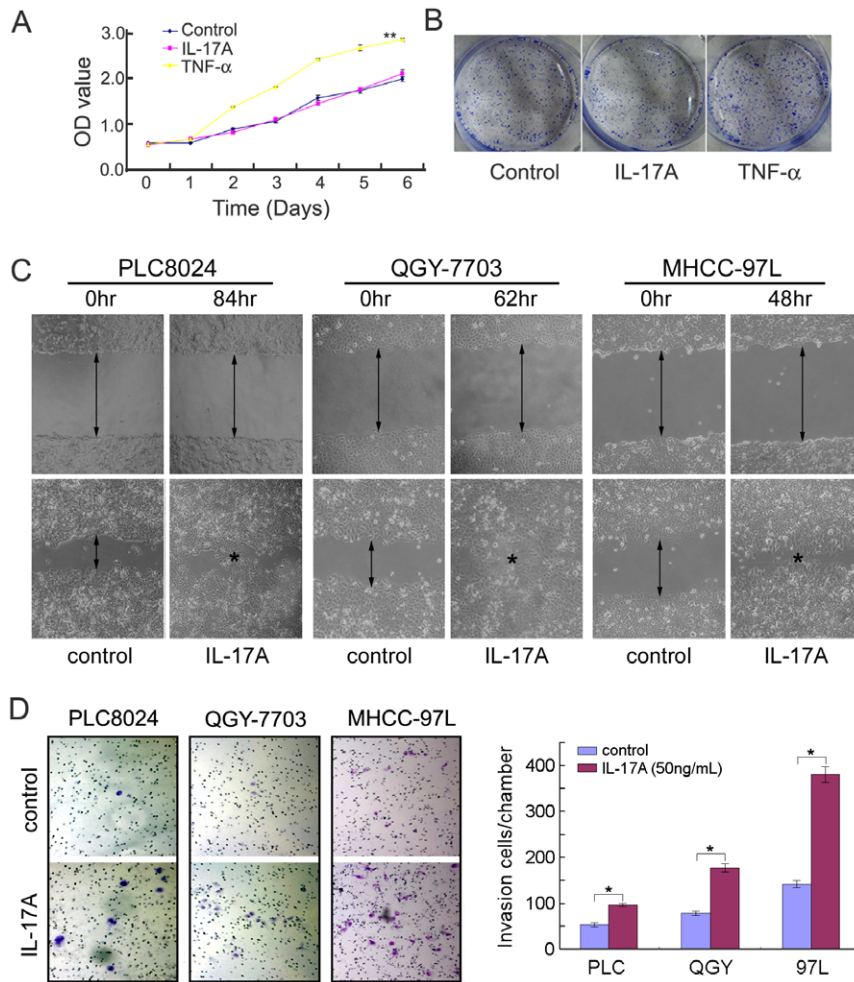 A
Control
IL-17A
TNF-α
**
3.0
2.0
1.0
0.0
OD value
0 1 2 3 4 5 6
Time (Days)
B
Control IL-17A TNF-α
C
PLC8024 QGY-7703 MHCC-97L
0hr 84hr 0hr 62hr 0hr 48hr
* * *
control IL-17A control IL-17A control IL-17A
D
PLC8024 QGY-7703 MHCC-97L
control
IL-17A
control
IL-17A (50ng/mL)
* * *
400
300
200
100
0
Invasion cells/chamber
PLC QGY 97L